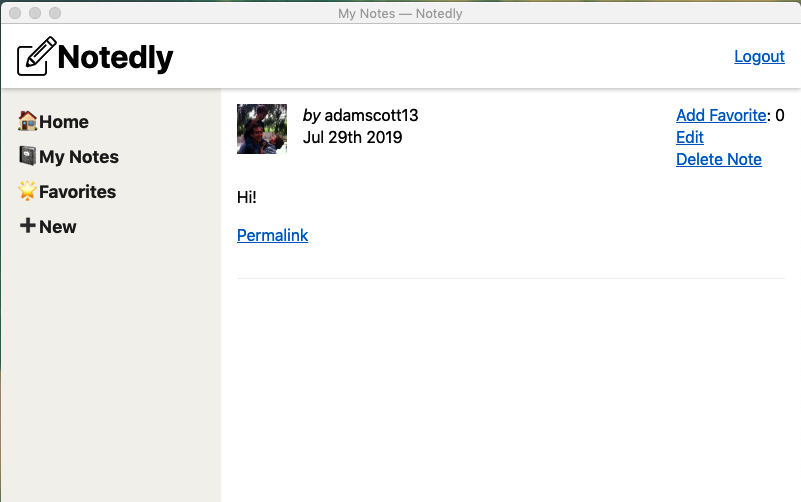 My Notes — Notedly
Notedly
Logout
Home
My Notes
Favorites
New
by adamscott13
Jul 29th 2019
Add Favorite: 0
Edit
Delete Note
Hi!
Permalink